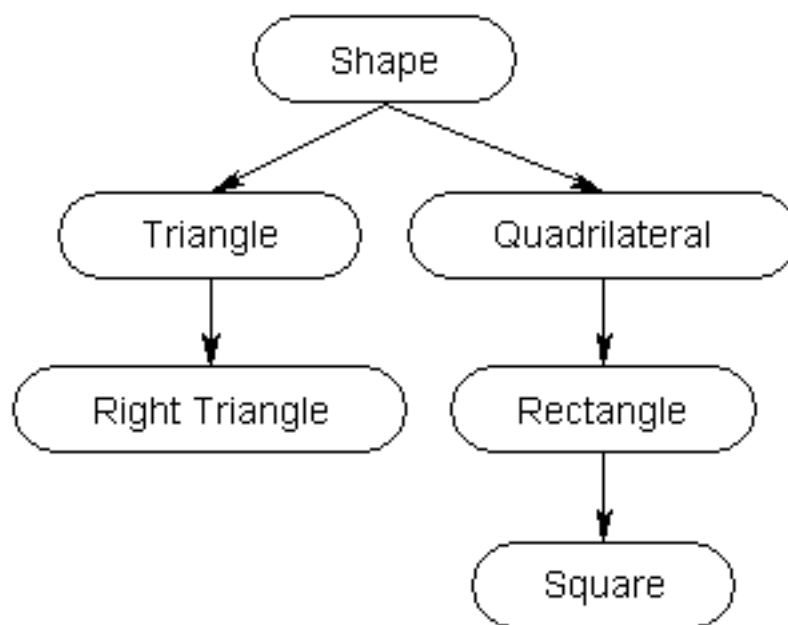 Shape
Triangle
Quadrilateral
Right Triangle
Rectangle
Square